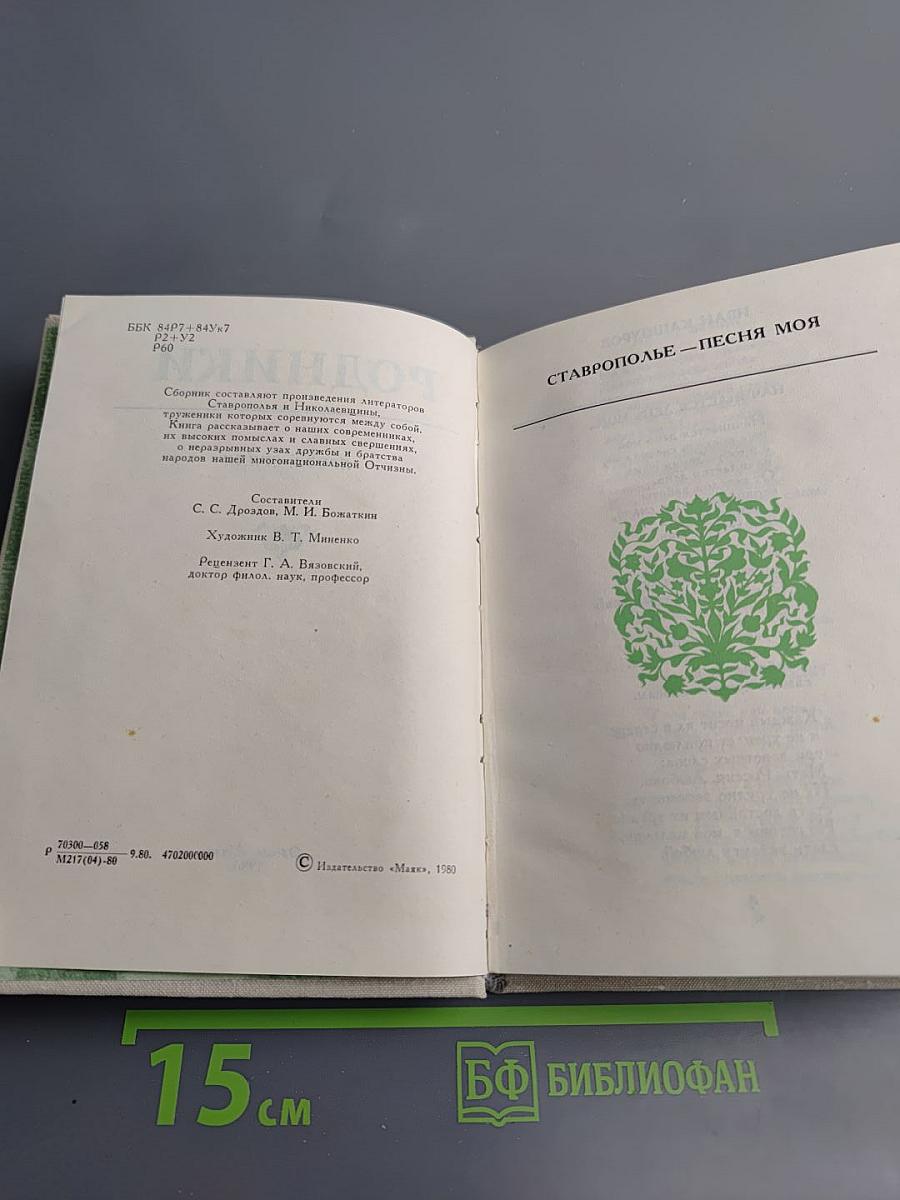 ББК 84Р7+84Ук7
Р2+У2
Р60
РОДНИКИ
Сборник составляют произведения литераторов
Ставрополья и Николаевщины,
труженики которых соревнуются между собой.
Книга рассказывает о наших современниках,
их высоких помыслах и славных свершениях,
о неразрывных узах дружбы и братства
народов нашей многонациональной Отчизны.
Составители
С. С. Дроздов, М. И. Божаткин
Художник В. Т. Миненко
Рецензент Г. А. Вязовский,
доктор филол. наук, профессор
Р 70300—058
М217(04)-80 9.80. 4702000000
© Издательство «Маяк», 1980
СТАВРОПОЛЬЕ—ПЕСНЯ МОЯ
15 см
БФ БИБЛИОФАН